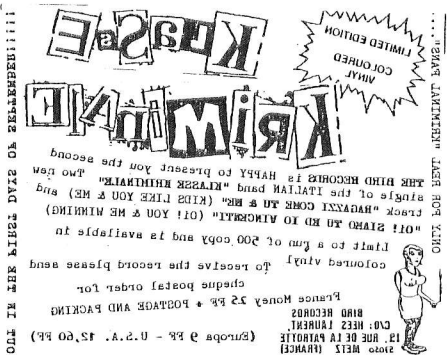 LIMITED EDITION
COLOURED
VINYL
KLASSE
KRIMINALE
ONLY FOR REAL "KRIMINAL FANS"....
THE BIRD RECORDS is HAPPY to present you the second
single of the ITALIAN band "KLASSE KRIMINALE" Two new
track "RAGAZZI COME TU & ME" (KIDS LIKE YOU & ME) and
"OI! SIAMO TU ED IO VINCENTI" (OI! YOU & ME WINNING)
Limit to a run of 500 copy and is available in
coloured vinyl To receive the record please send
cheque postal order for
France Money 25 FF + POSTAGE AND PACKING
(Europa 9 FF - U.S.A. 12,60 FF)
BIRD RECORDS
C/O: HEES LAURENT,
RUE DE LA PATROTTE
METZ (FRANCE)
OUT IN THE FIRST DAYS OF SEPTEMBER!!!!!